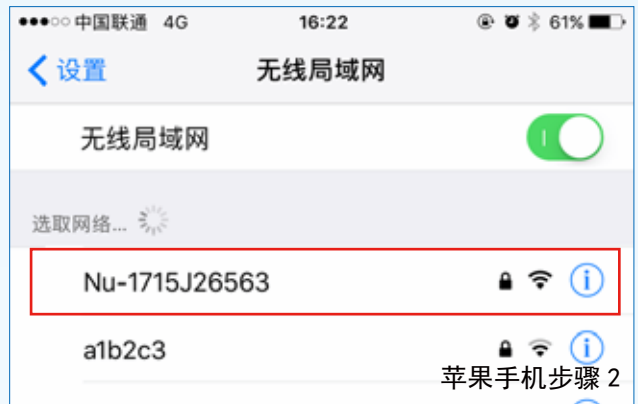 中国联通 4G 16:22 61%
设置 无线局域网
无线局域网
选取网络...
Nu-1715J26563
a1b2c3
苹果手机步骤 2